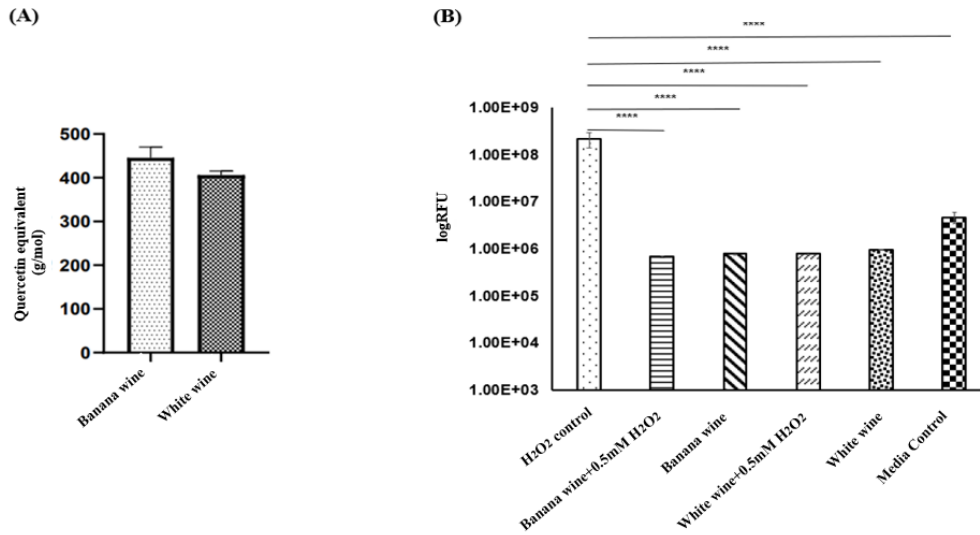 (A)
Quercetin equivalent
(g/mol)
500
400
300
200
100
0
Banana wine
White wine
(B)
****
****
****
****
****
logRFU
1.00E+09
1.00E+08
1.00E+07
1.00E+06
1.00E+05
1.00E+04
1.00E+03
H2O2 control
Banana wine+0.5mM H2O2
Banana wine
White wine+0.5mM H2O2
White wine
Media Control